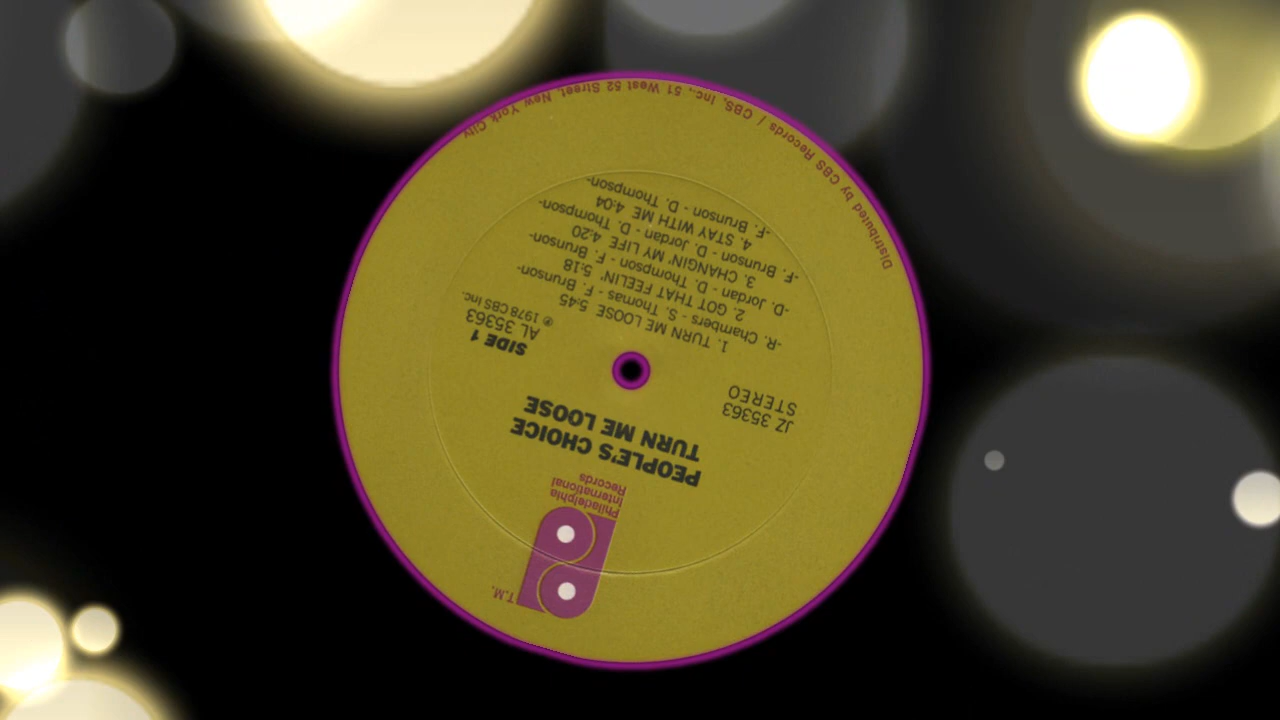 T.M.
Philadelphia
International
Records
PEOPLE'S CHOICE
TURN ME LOOSE
JZ 35363
STEREO
SIDE 1
AL 35363
℗ 1978 CBS Inc.
1. TURN ME LOOSE 5:45
-R. Chambers - S. Thomas - F. Brunson-
2. GOT THAT FEELIN' 5:18
-D. Jordan - D. Thompson - F. Brunson-
3. CHANGIN' MY LIFE 4:20
-F. Brunson - D. Jordan - D. Thompson-
4. STAY WITH ME 4:04
-F. Brunson - D. Thompson-
Distributed by CBS Records / CBS, Inc., 51 West 52 Street, New York City